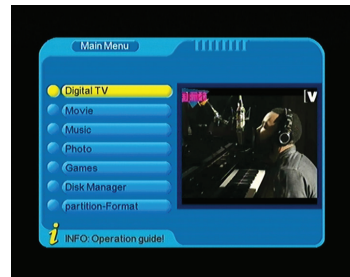 Main Menu
Digital TV
Movie
Music
Photo
Games
Disk Manager
partition-Format
INFO: Operation guide!